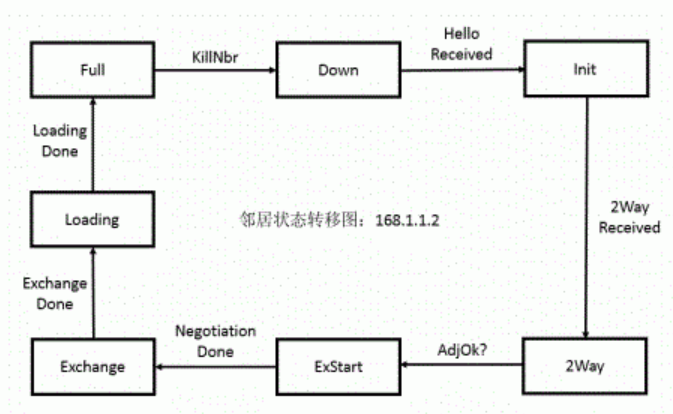 Full
KillNbr
Down
Hello
Received
Init
Loading
Done
Loading
邻居状态转移图：168.1.1.2
2Way
Received
Exchange
Done
Exchange
Negotiation
Done
ExStart
AdjOk?
2Way